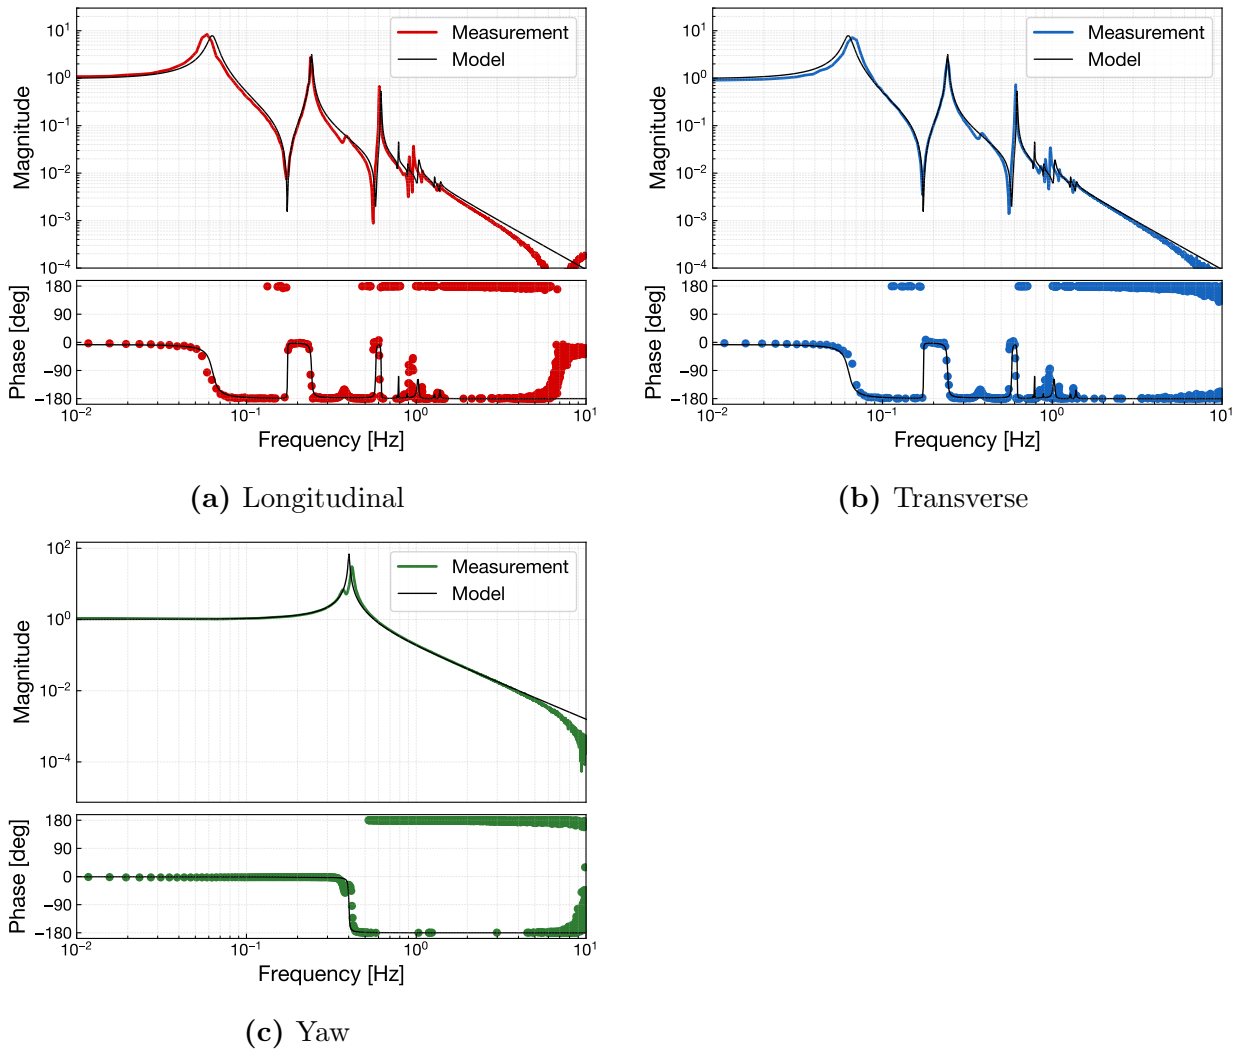 10^1
10^0
10^-1
10^-2
10^-3
10^-4
Magnitude
Measurement
Model
180
90
0
−90
−180
Phase [deg]
10^-2
10^-1
10^0
10^1
Frequency [Hz]
(a) Longitudinal
10^1
10^0
10^-1
10^-2
10^-3
10^-4
Magnitude
Measurement
Model
180
90
0
−90
−180
Phase [deg]
10^-2
10^-1
10^0
10^1
Frequency [Hz]
(b) Transverse
10^2
10^0
10^-2
10^-4
Magnitude
Measurement
Model
180
90
0
−90
−180
Phase [deg]
10^-2
10^-1
10^0
10^1
Frequency [Hz]
(c) Yaw